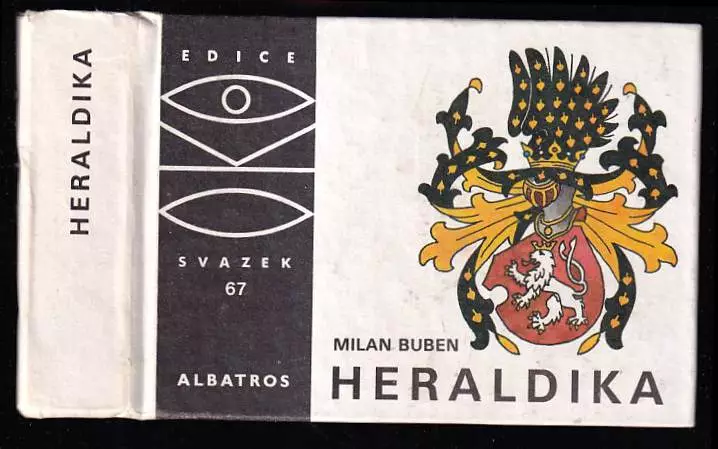 HERALDIKA
EDICE
SVAZEK
67
ALBATROS
MILAN BUBEN
HERALDIKA